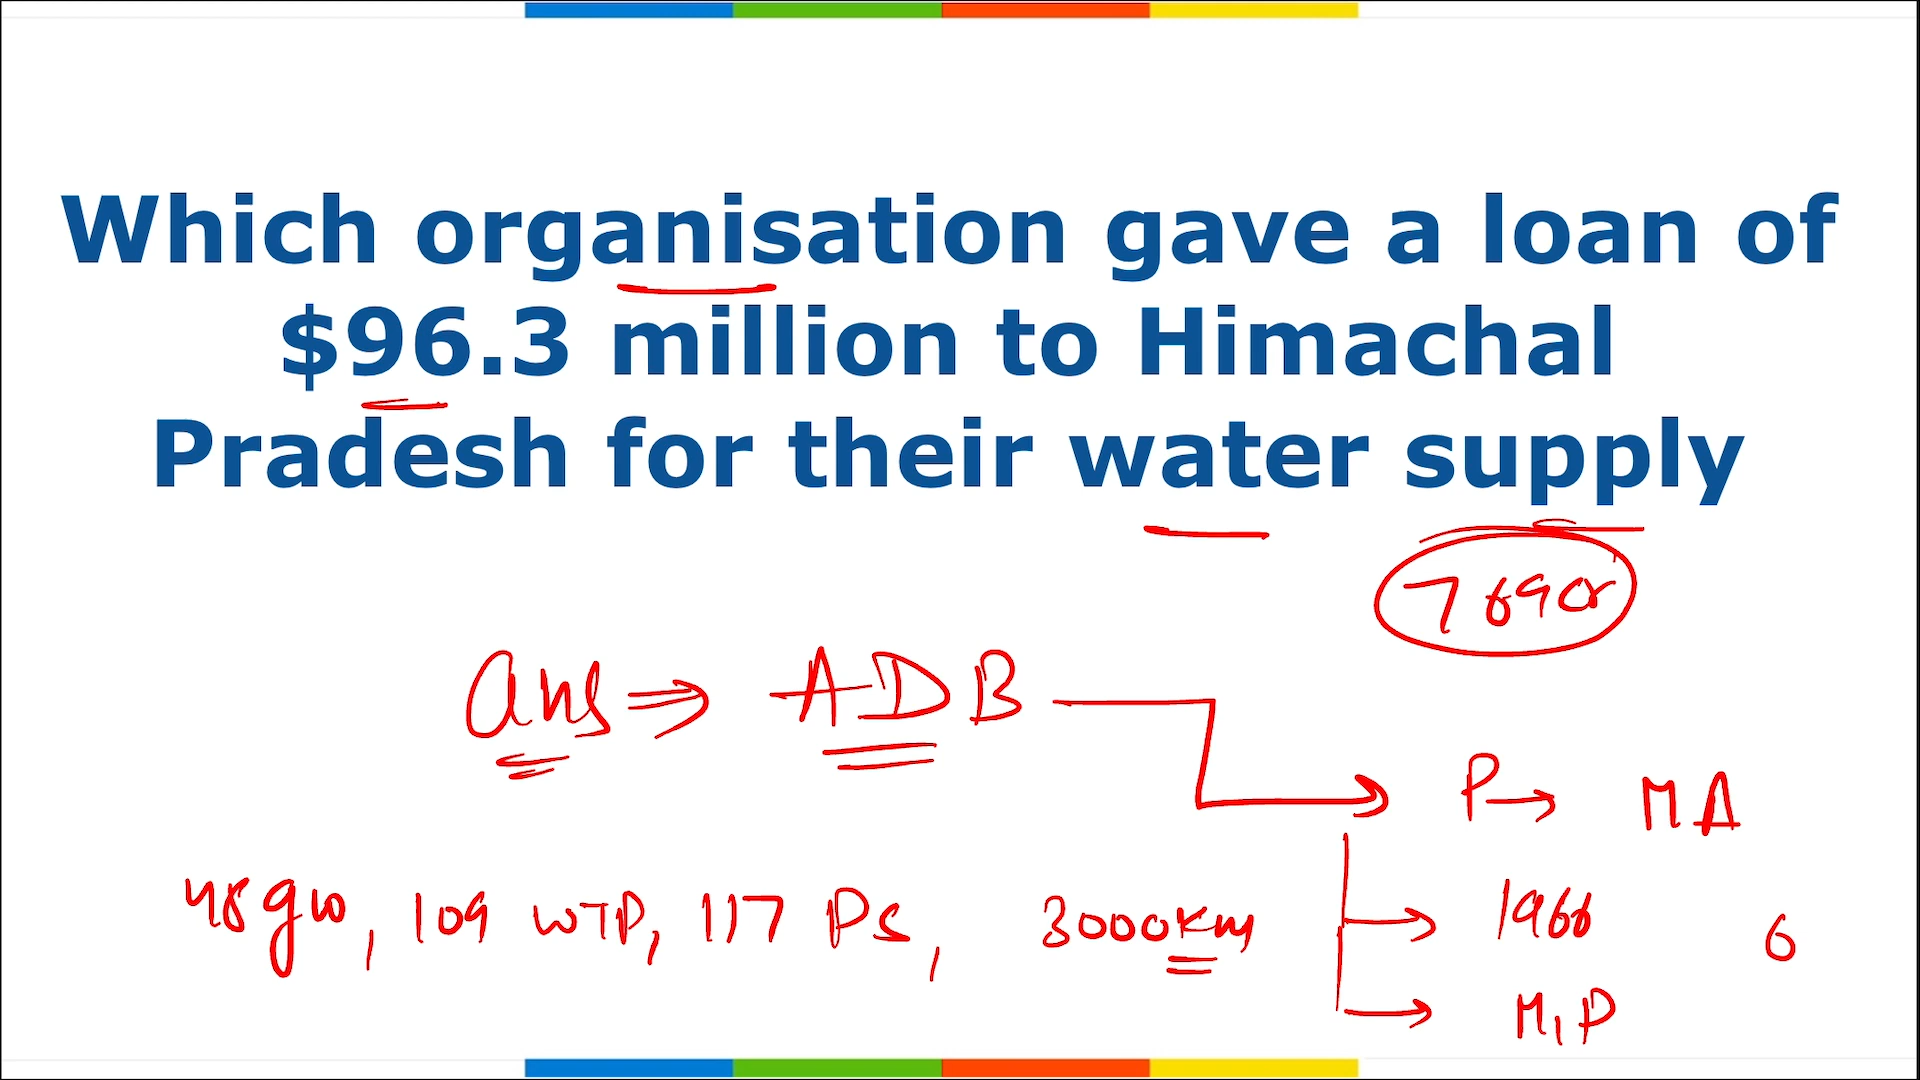 Which organisation gave a loan of
$96.3 million to Himachal
Pradesh for their water supply
769cr
Ans ⇒ ADB
P → MA
48 gw, 109 WTP, 117 PS, 3000km
1966 6
M, P